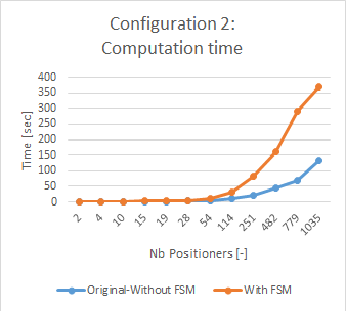 Configuration 2:
Computation time
400
350
300
250
200
150
100
50
0
Time [sec]
2 4 10 15 19 28 54 114 251 482 779 1035
Nb Positioners [-]
Original-Without FSM With FSM